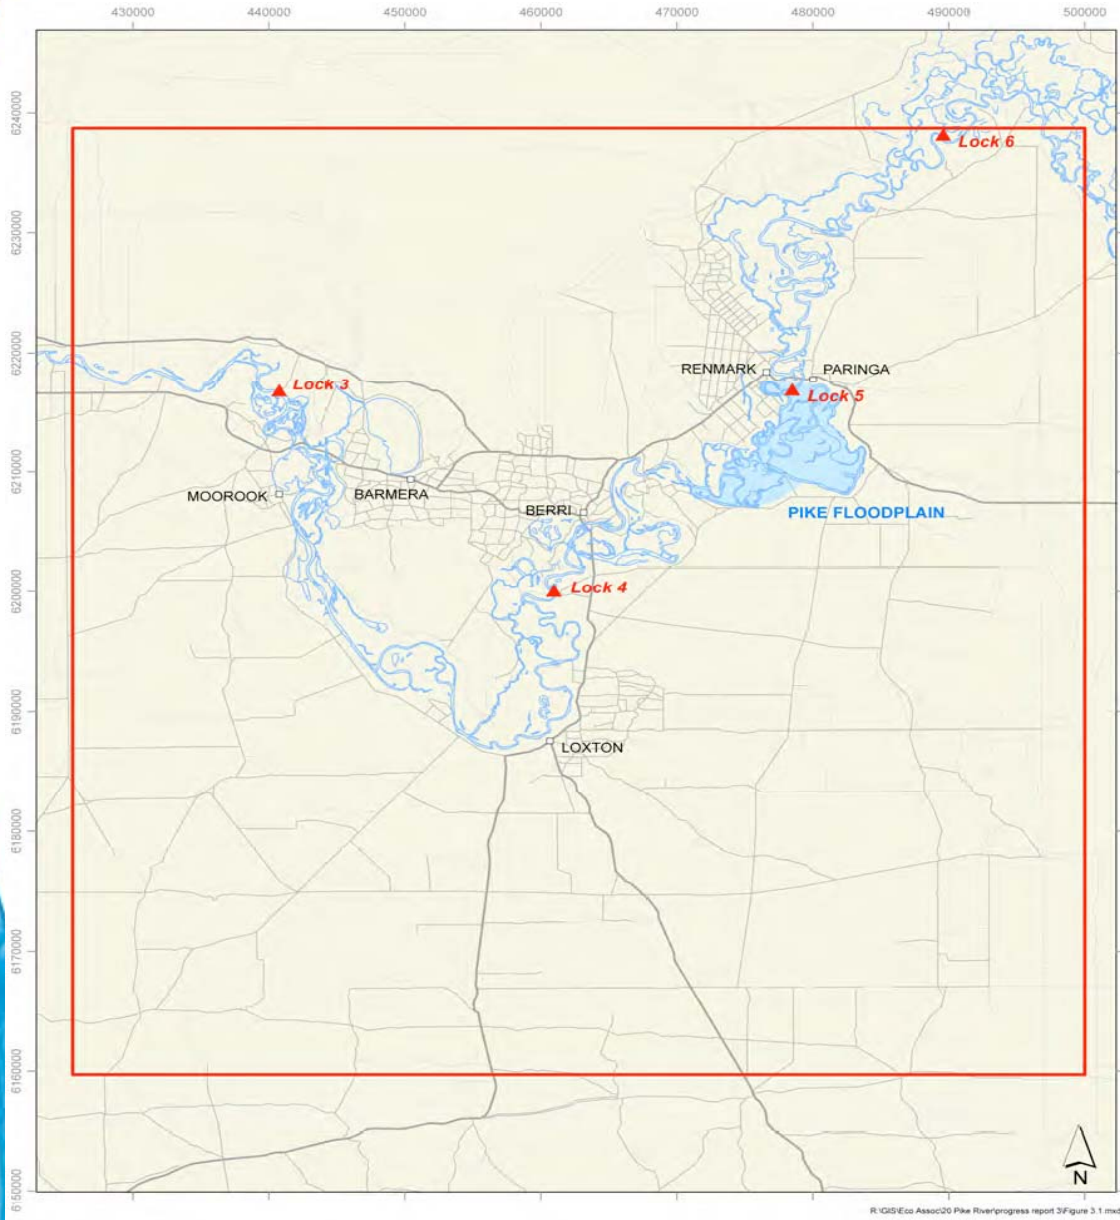 430000 440000 450000 460000 470000 480000 490000 500000
6240000
Lock 6
6230000
6220000
RENMARK PARINGA
Lock 3
Lock 5
6210000
MOOROOK BARMERA
BERRI
PIKE FLOODPLAIN
6200000
Lock 4
6190000
LOXTON
6180000
6170000
6160000
6150000
N
R:\GIS\Eco Assoc\20 Pike River\progress report 3\Figure 3.1